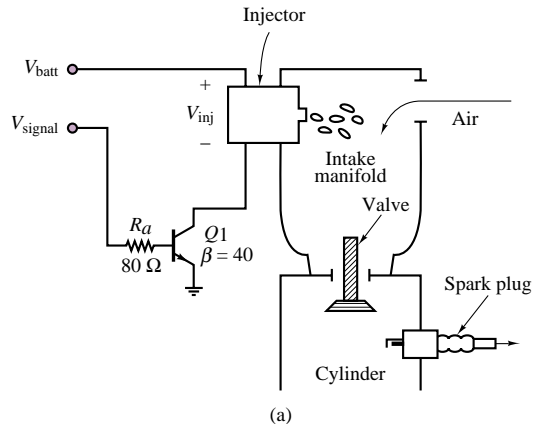 Injector
V_batt
+
V_inj
−
V_signal
Air
Intake
manifold
Valve
R_a
80 Ω
Q1
β = 40
Spark plug
Cylinder
(a)